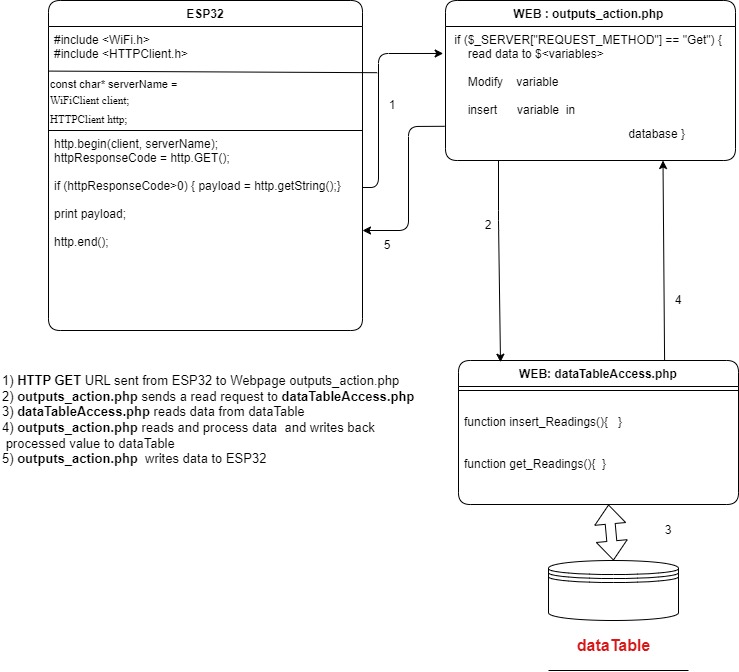 ESP32
#include <WiFi.h>
#include <HTTPClient.h>
const char* serverName =
WiFiClient client;
HTTPClient http;
http.begin(client, serverName);
httpResponseCode = http.GET();
if (httpResponseCode>0) { payload = http.getString();}
print payload;
http.end();
WEB : outputs_action.php
if ($_SERVER["REQUEST_METHOD"] == "Get") {
read data to $<variables>
Modify variable
insert variable in
database }
1
5
2
4
WEB: dataTableAccess.php
function insert_Readings(){ }
function get_Readings(){ }
3
dataTable
1) HTTP GET URL sent from ESP32 to Webpage outputs_action.php
2) outputs_action.php sends a read request to dataTableAccess.php
3) dataTableAccess.php reads data from dataTable
4) outputs_action.php reads and process data and writes back
processed value to dataTable
5) outputs_action.php writes data to ESP32